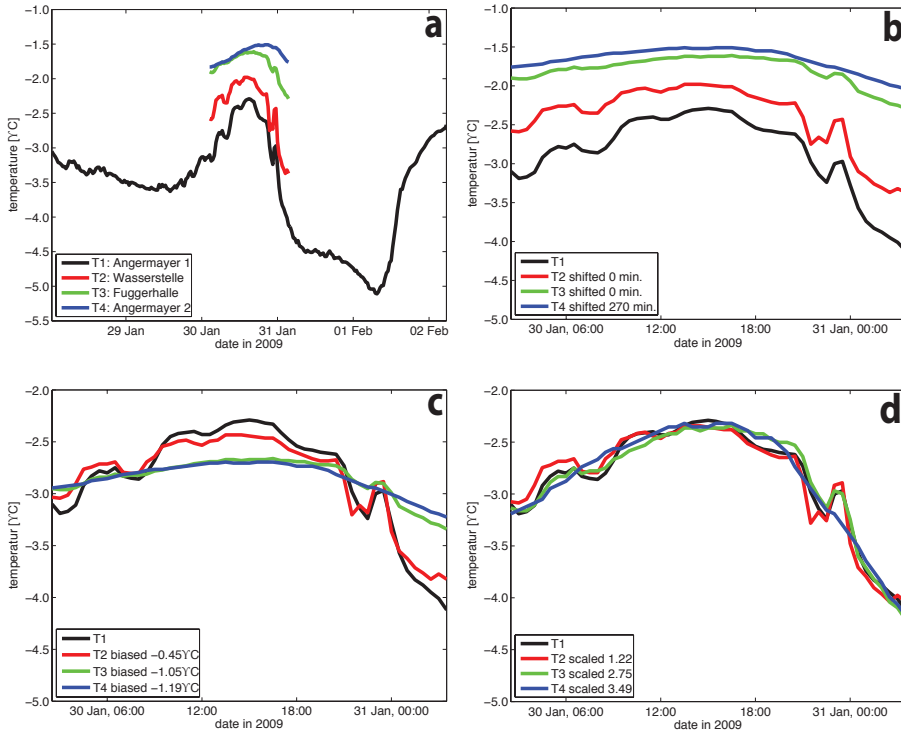 a
−1.0
−1.5
−2.0
−2.5
−3.0
−3.5
−4.0
−4.5
−5.0
−5.5
temperature [ϒC]
T1: Angermayer 1
T2: Wasserstelle
T3: Fuggerhalle
T4: Angermayer 2
29 Jan
30 Jan
31 Jan
01 Feb
02 Feb
date in 2009
b
−1.0
−1.5
−2.0
−2.5
−3.0
−3.5
−4.0
−4.5
−5.0
temperatur [ϒC]
T1
T2 shifted 0 min.
T3 shifted 0 min.
T4 shifted 270 min.
30 Jan, 06:00
12:00
18:00
31 Jan, 00:00
date in 2009
c
−2.0
−2.5
−3.0
−3.5
−4.0
−4.5
−5.0
temperatur [ϒC]
T1
T2 biased −0.45ϒC
T3 biased −1.05ϒC
T4 biased −1.19ϒC
30 Jan, 06:00
12:00
18:00
31 Jan, 00:00
date in 2009
d
−2.0
−2.5
−3.0
−3.5
−4.0
−4.5
−5.0
temperatur [ϒC]
T1
T2 scaled 1.22
T3 scaled 2.75
T4 scaled 3.49
30 Jan, 06:00
12:00
18:00
31 Jan, 00:00
date in 2009